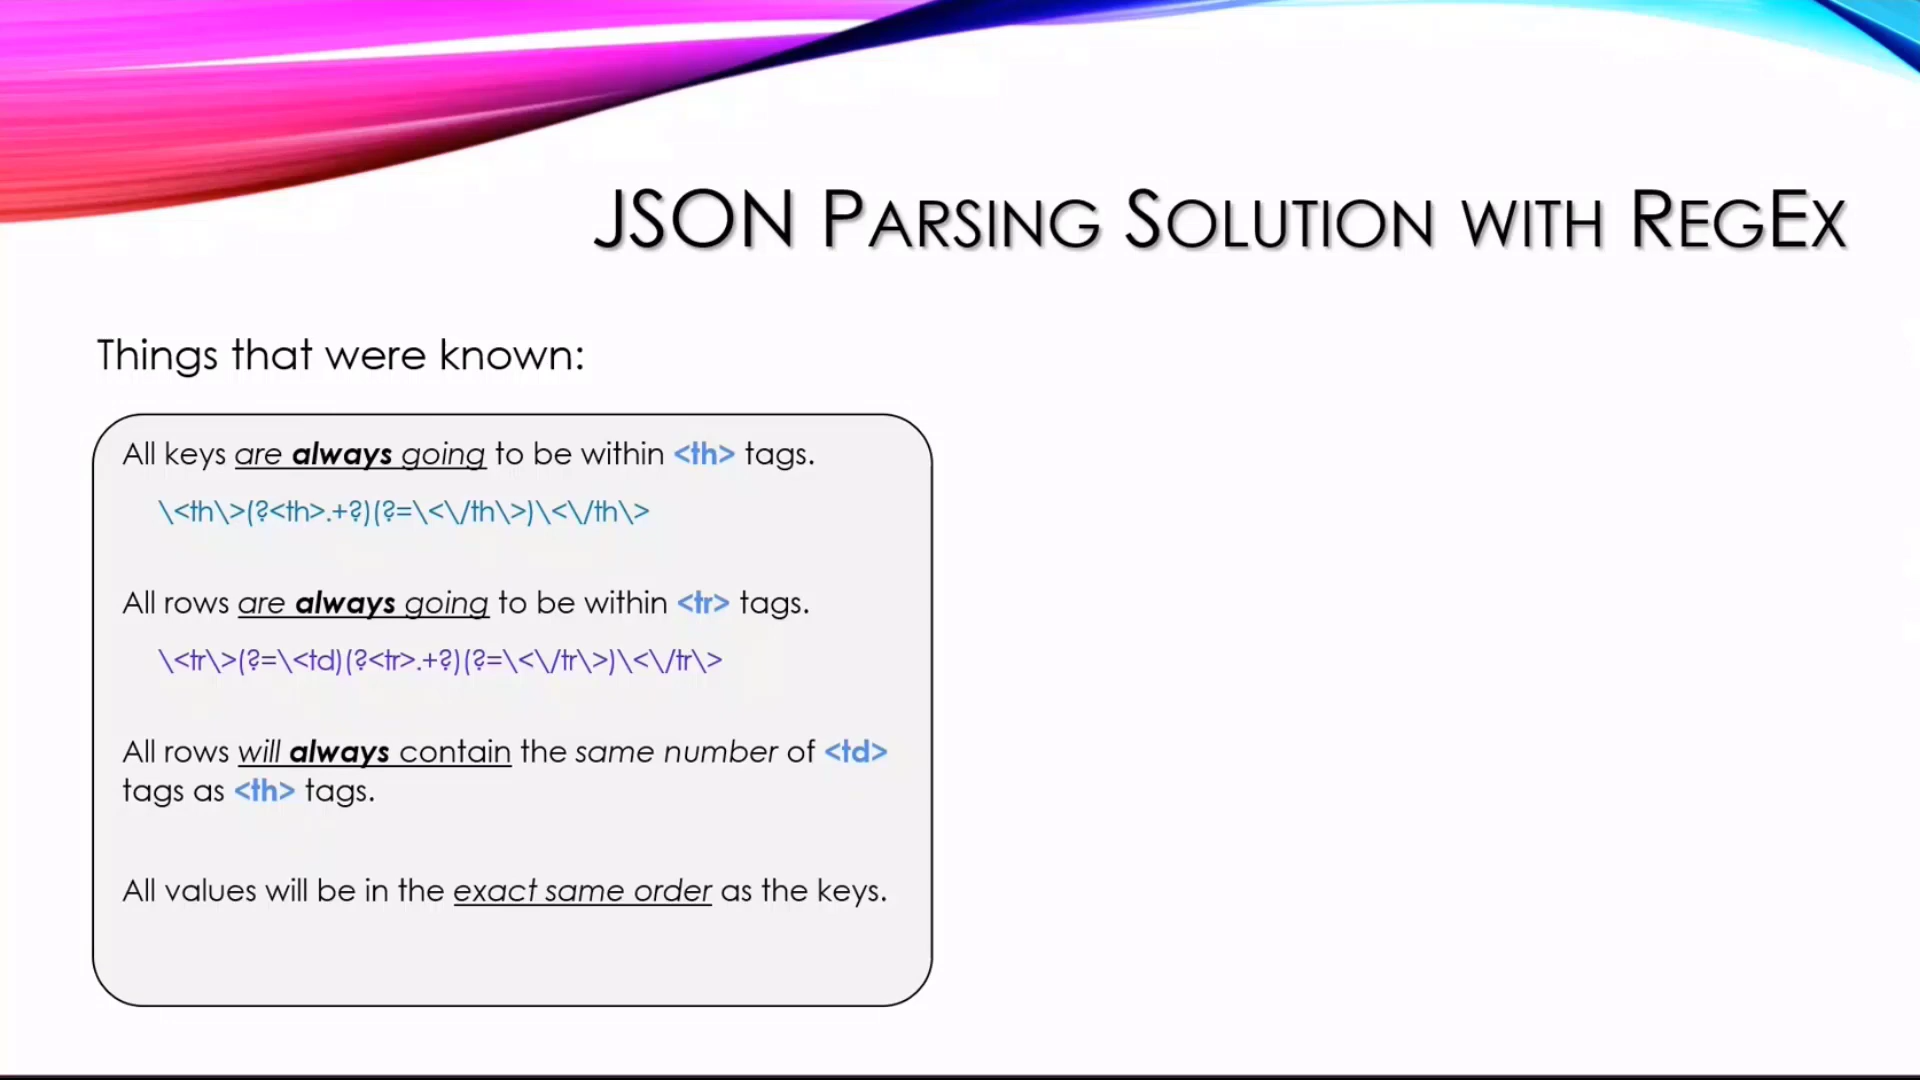 JSON Parsing Solution with RegEx
Things that were known:
All keys are always going to be within <th> tags.
\<th\>(?<th>.+?)(?=\<\/th\>)\<\/th\>
All rows are always going to be within <tr> tags.
\<tr\>(?=\<td)(?<tr>.+?)(?=\<\/tr\>)\<\/tr\>
All rows will always contain the same number of <td>
tags as <th> tags.
All values will be in the exact same order as the keys.